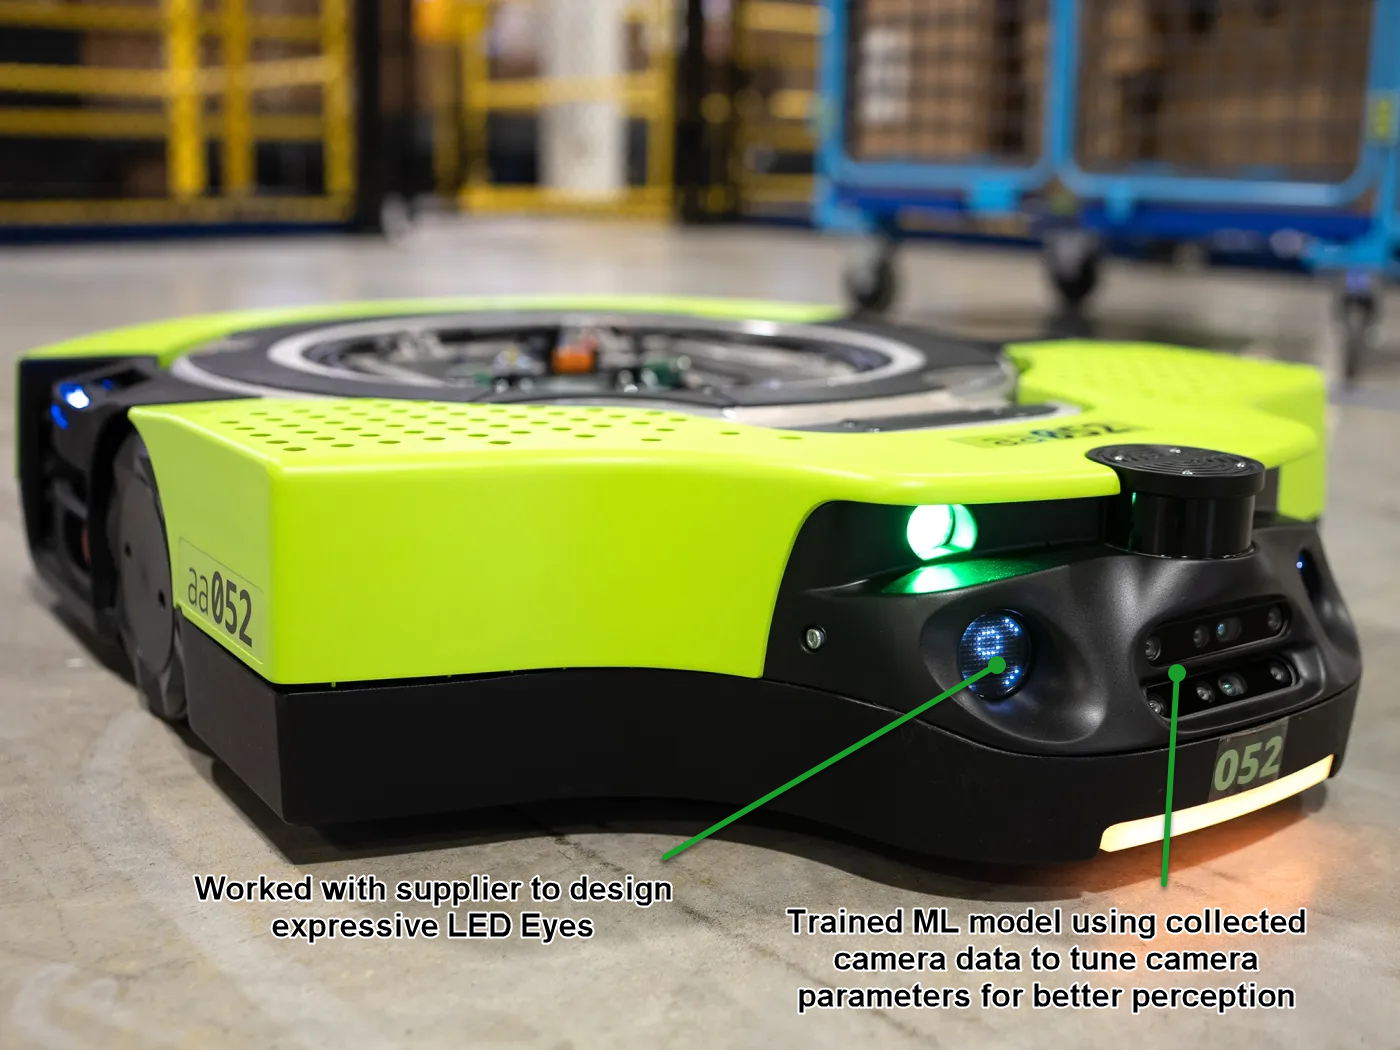 aa052
aa052
052
Worked with supplier to design
expressive LED Eyes
Trained ML model using collected
camera data to tune camera
parameters for better perception